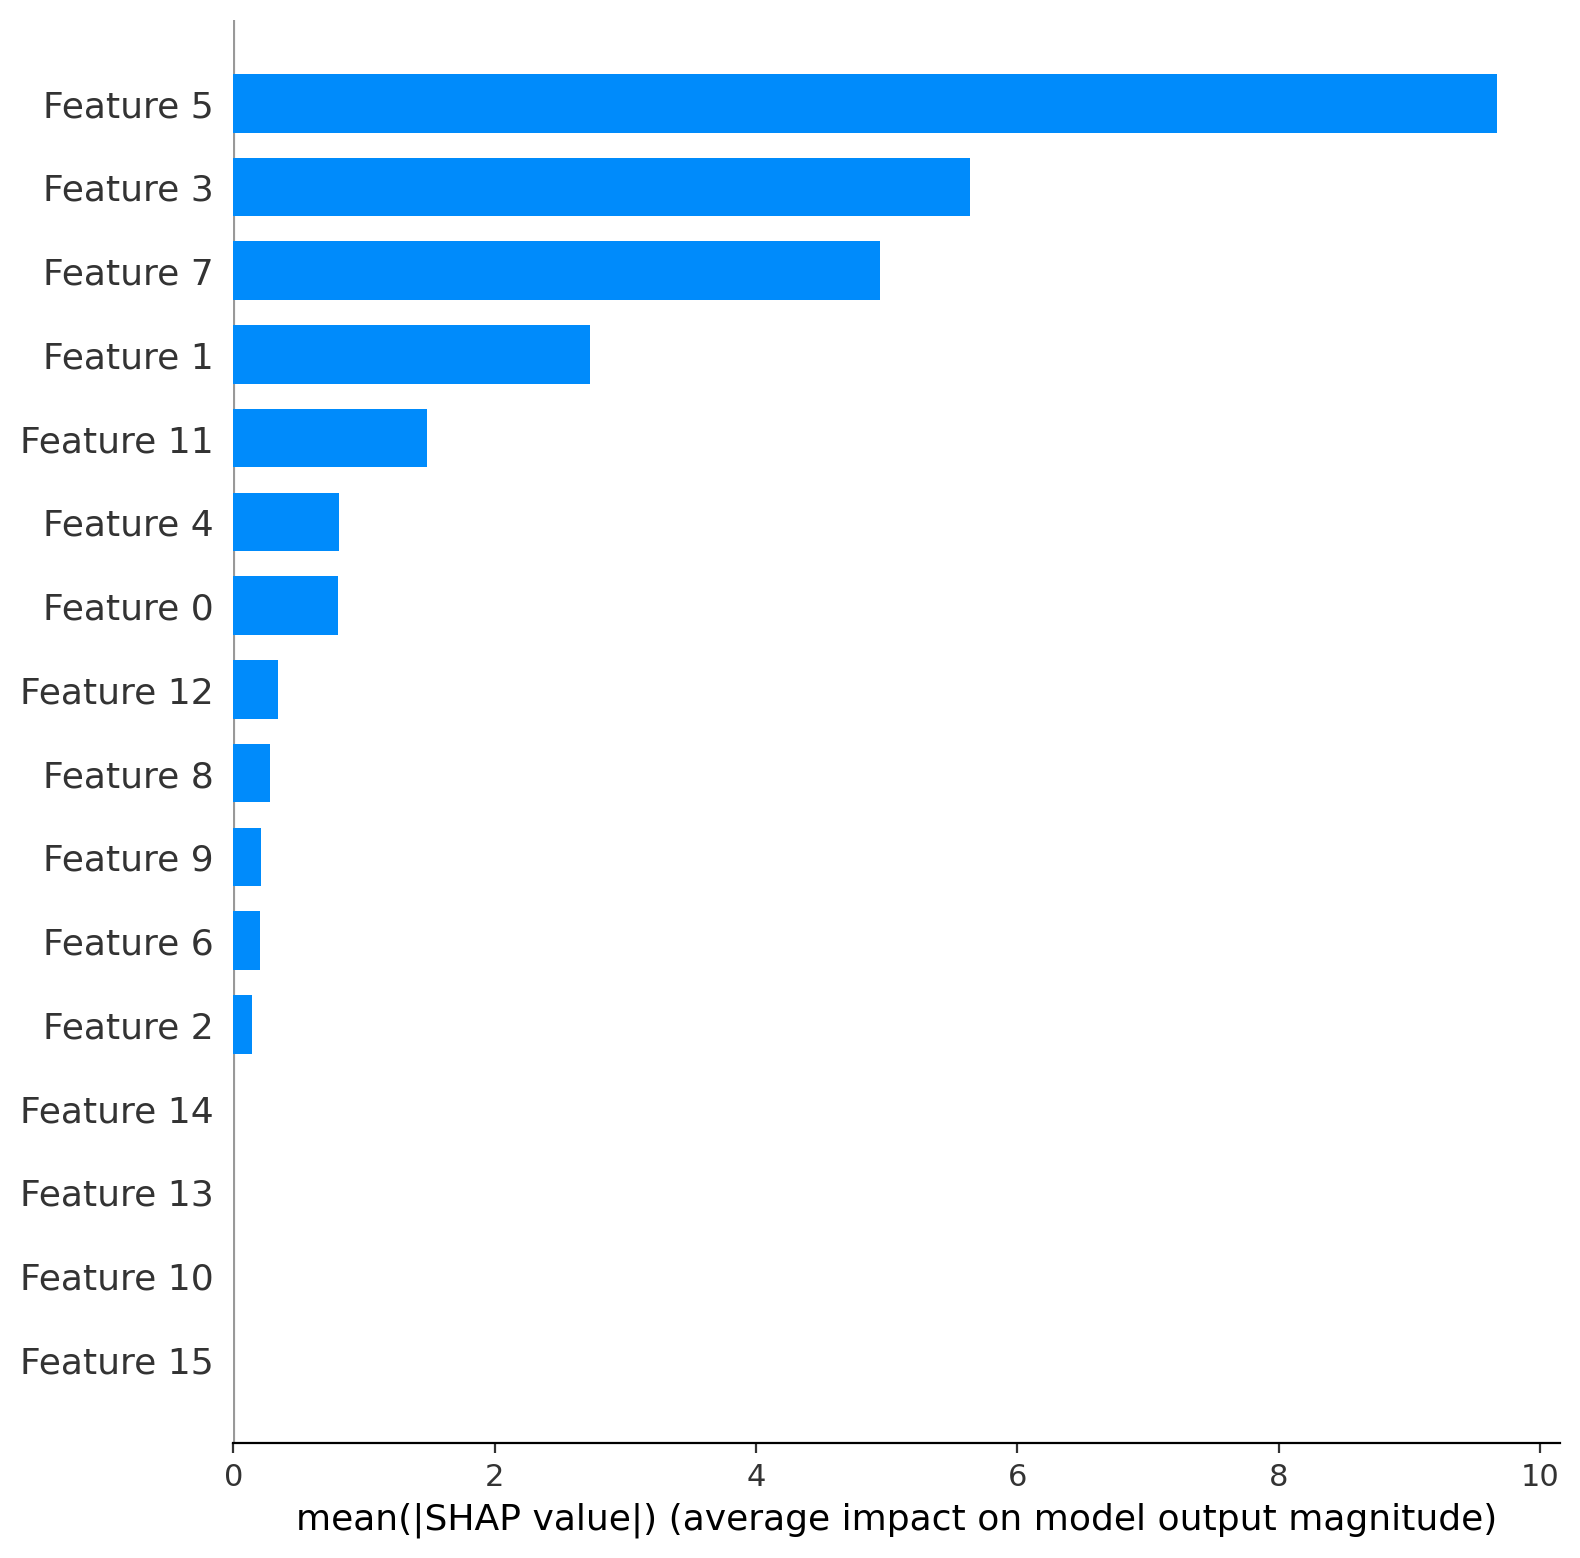 Feature 5
Feature 3
Feature 7
Feature 1
Feature 11
Feature 4
Feature 0
Feature 12
Feature 8
Feature 9
Feature 6
Feature 2
Feature 14
Feature 13
Feature 10
Feature 15
0 2 4 6 8 10
mean(|SHAP value|) (average impact on model output magnitude)